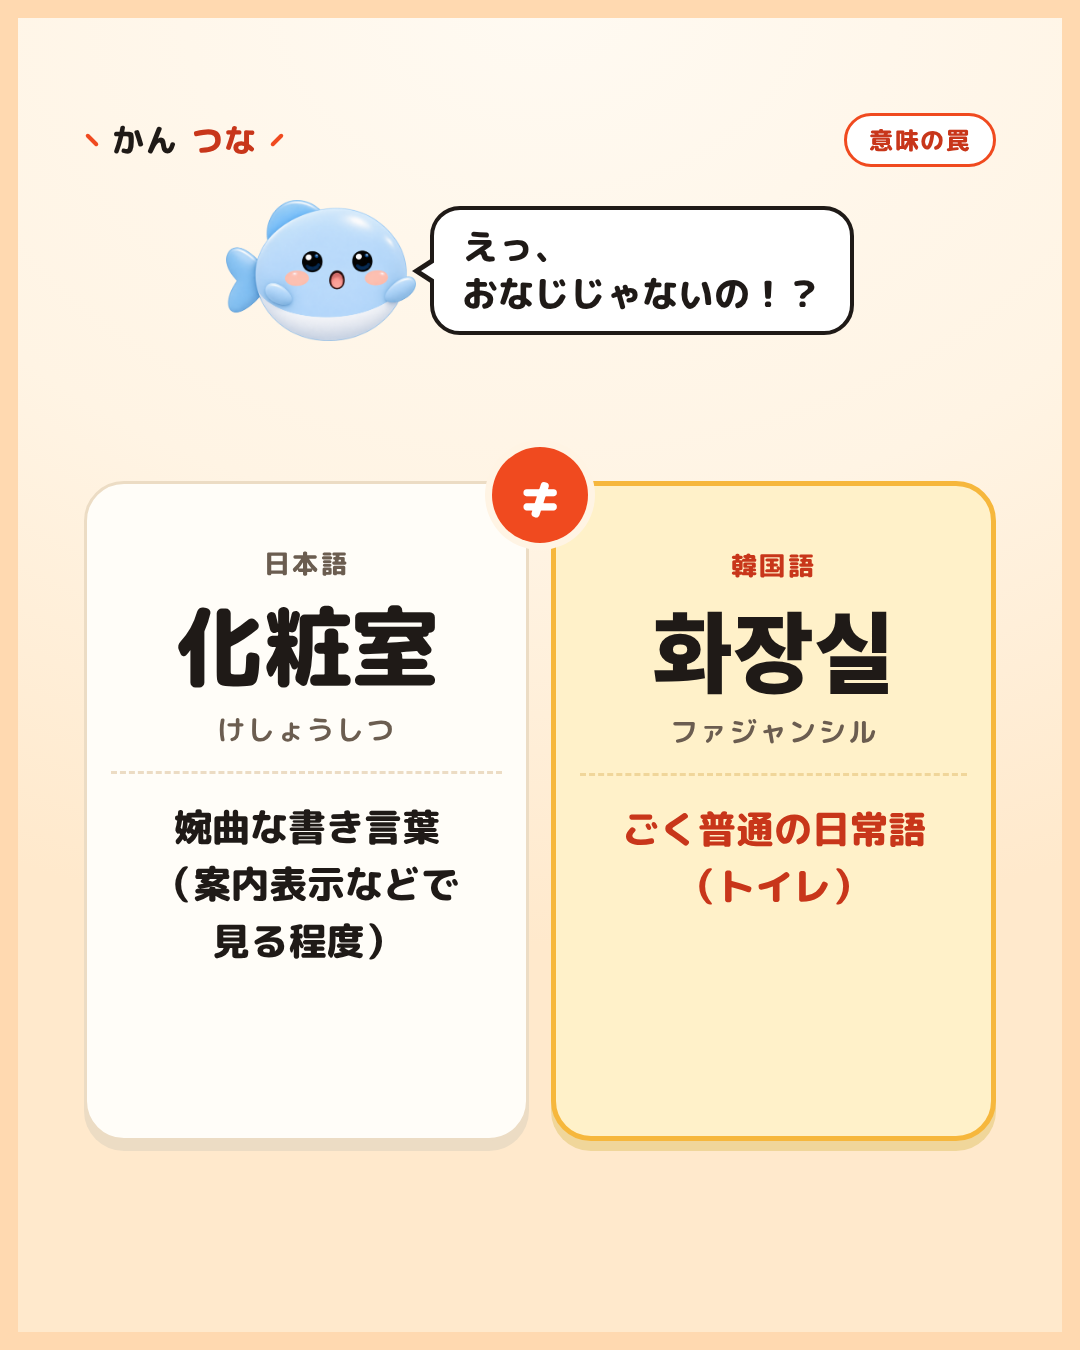 かん つな
意味の罠
えっ、
おなじじゃないの！？
≠
日本語
化粧室
けしょうしつ
婉曲な書き言葉
（案内表示などで
見る程度）
韓国語
화장실
ファジャンシル
ごく普通の日常語
（トイレ）